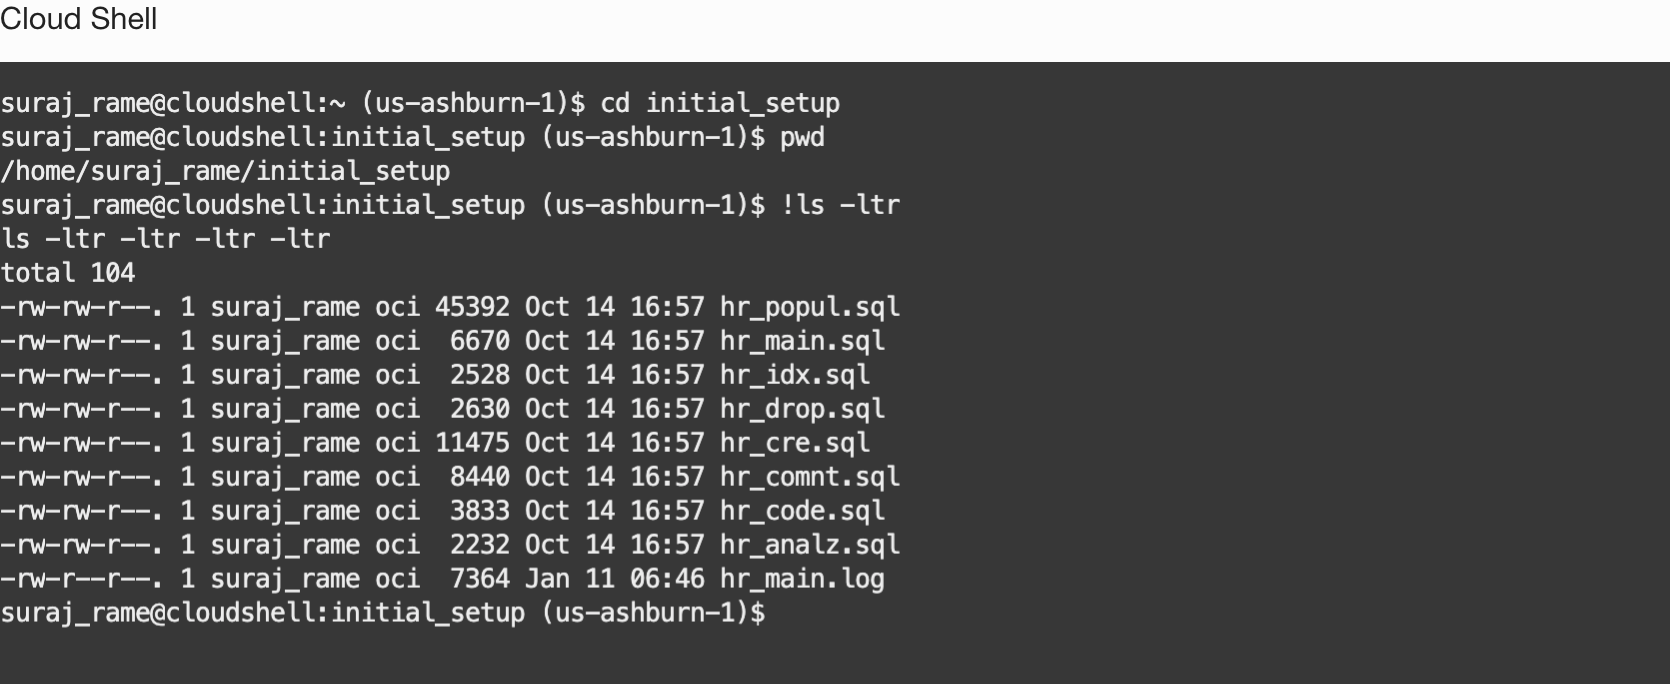 Cloud Shell
suraj_rame@cloudshell:~ (us-ashburn-1)$ cd initial_setup
suraj_rame@cloudshell:initial_setup (us-ashburn-1)$ pwd
/home/suraj_rame/initial_setup
suraj_rame@cloudshell:initial_setup (us-ashburn-1)$ !ls -ltr
ls -ltr -ltr -ltr -ltr
total 104
-rw-rw-r--. 1 suraj_rame oci 45392 Oct 14 16:57 hr_popul.sql
-rw-rw-r--. 1 suraj_rame oci  6670 Oct 14 16:57 hr_main.sql
-rw-rw-r--. 1 suraj_rame oci  2528 Oct 14 16:57 hr_idx.sql
-rw-rw-r--. 1 suraj_rame oci  2630 Oct 14 16:57 hr_drop.sql
-rw-rw-r--. 1 suraj_rame oci 11475 Oct 14 16:57 hr_cre.sql
-rw-rw-r--. 1 suraj_rame oci  8440 Oct 14 16:57 hr_comnt.sql
-rw-rw-r--. 1 suraj_rame oci  3833 Oct 14 16:57 hr_code.sql
-rw-rw-r--. 1 suraj_rame oci  2232 Oct 14 16:57 hr_analz.sql
-rw-r--r--. 1 suraj_rame oci  7364 Jan 11 06:46 hr_main.log
suraj_rame@cloudshell:initial_setup (us-ashburn-1)$